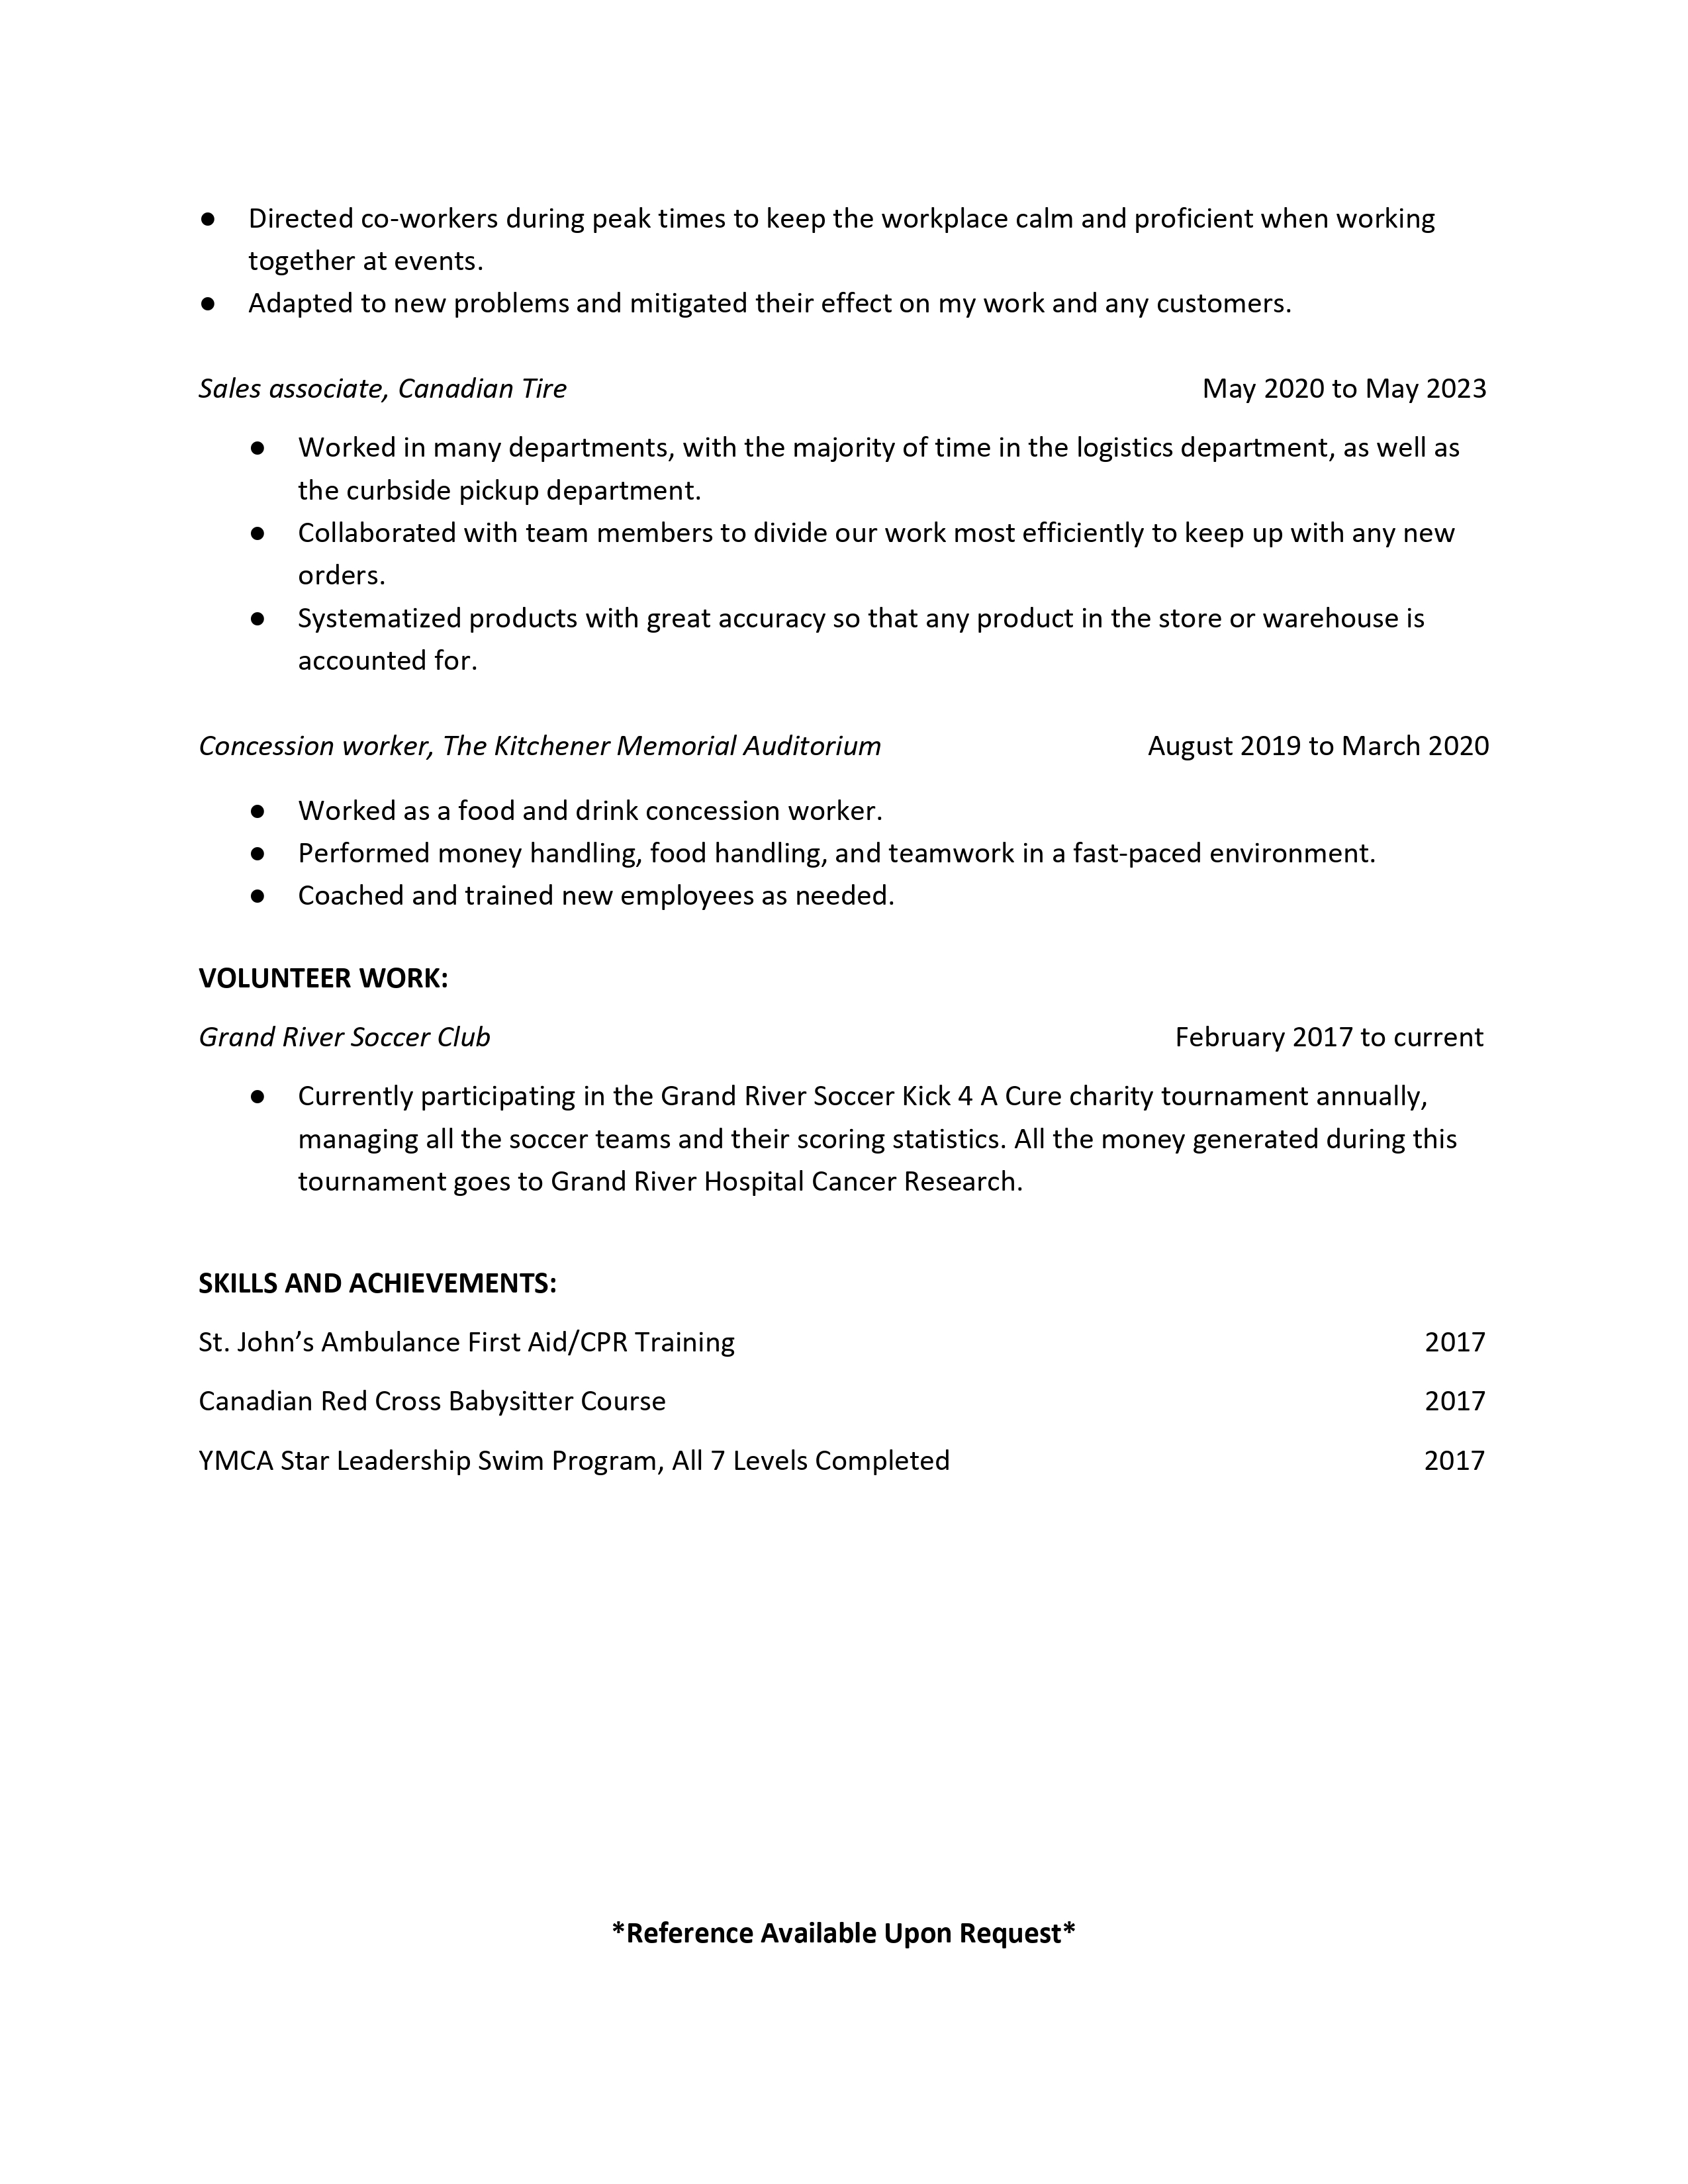 ● Directed co-workers during peak times to keep the workplace calm and proficient when working
together at events.
● Adapted to new problems and mitigated their effect on my work and any customers.
Sales associate, Canadian Tire May 2020 to May 2023
● Worked in many departments, with the majority of time in the logistics department, as well as
the curbside pickup department.
● Collaborated with team members to divide our work most efficiently to keep up with any new
orders.
● Systematized products with great accuracy so that any product in the store or warehouse is
accounted for.
Concession worker, The Kitchener Memorial Auditorium August 2019 to March 2020
● Worked as a food and drink concession worker.
● Performed money handling, food handling, and teamwork in a fast-paced environment.
● Coached and trained new employees as needed.
VOLUNTEER WORK:
Grand River Soccer Club February 2017 to current
● Currently participating in the Grand River Soccer Kick 4 A Cure charity tournament annually,
managing all the soccer teams and their scoring statistics. All the money generated during this
tournament goes to Grand River Hospital Cancer Research.
SKILLS AND ACHIEVEMENTS:
St. John’s Ambulance First Aid/CPR Training 2017
Canadian Red Cross Babysitter Course 2017
YMCA Star Leadership Swim Program, All 7 Levels Completed 2017
*Reference Available Upon Request*